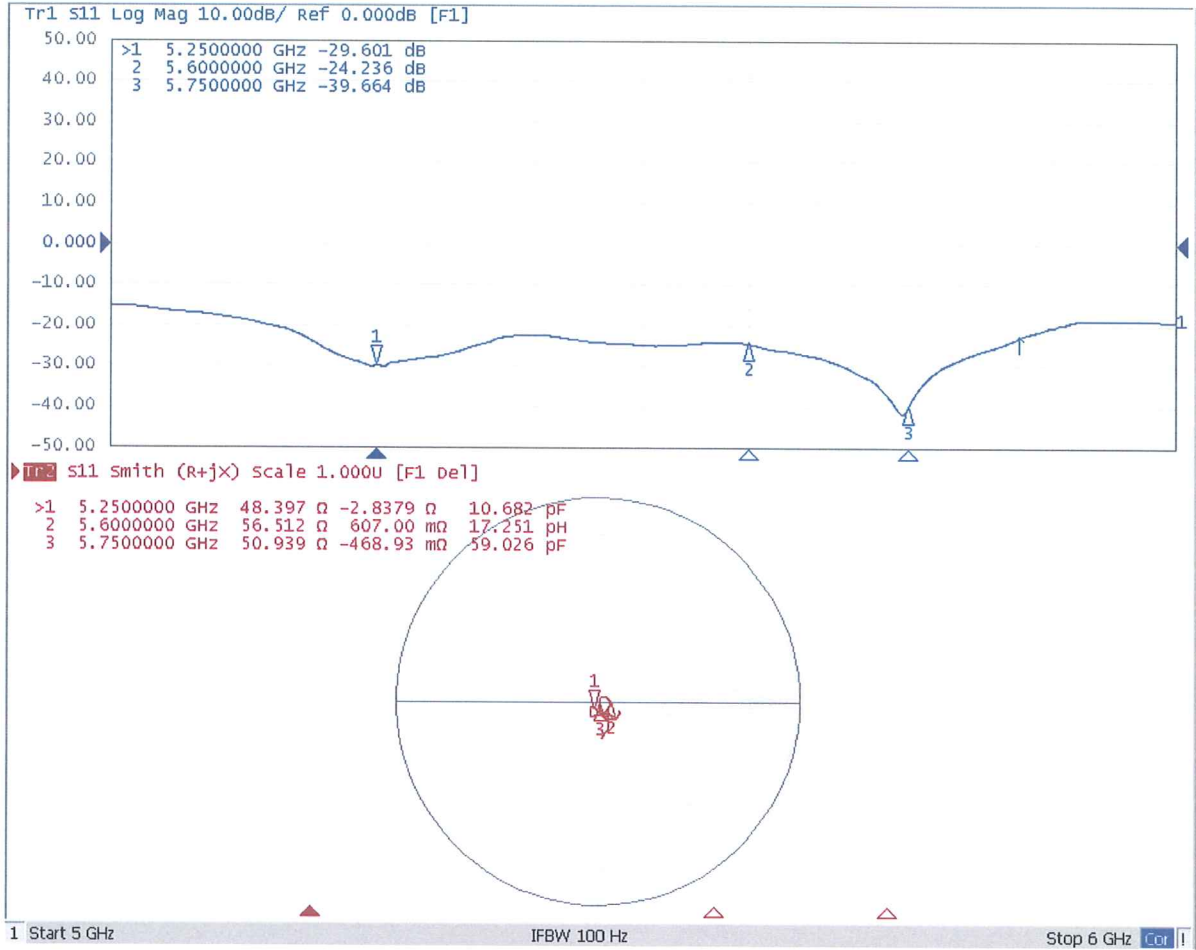 Tr1 S11 Log Mag 10.00dB/ Ref 0.000dB [F1]
50.00
>1 5.2500000 GHz -29.601 dB
2 5.6000000 GHz -24.236 dB
40.00
3 5.7500000 GHz -39.664 dB
30.00
20.00
10.00
0.000
-10.00
-20.00
1
1
-30.00
2
-40.00
3
-50.00
Tr2 S11 Smith (R+jX) Scale 1.000U [F1 Del]
>1 5.2500000 GHz 48.397 Ω -2.8379 Ω 10.682 pF
2 5.6000000 GHz 56.512 Ω 607.00 mΩ 17.251 pH
3 5.7500000 GHz 50.939 Ω -468.93 mΩ 59.026 pF
1
32
1 Start 5 GHz IFBW 100 Hz Stop 6 GHz Cor !